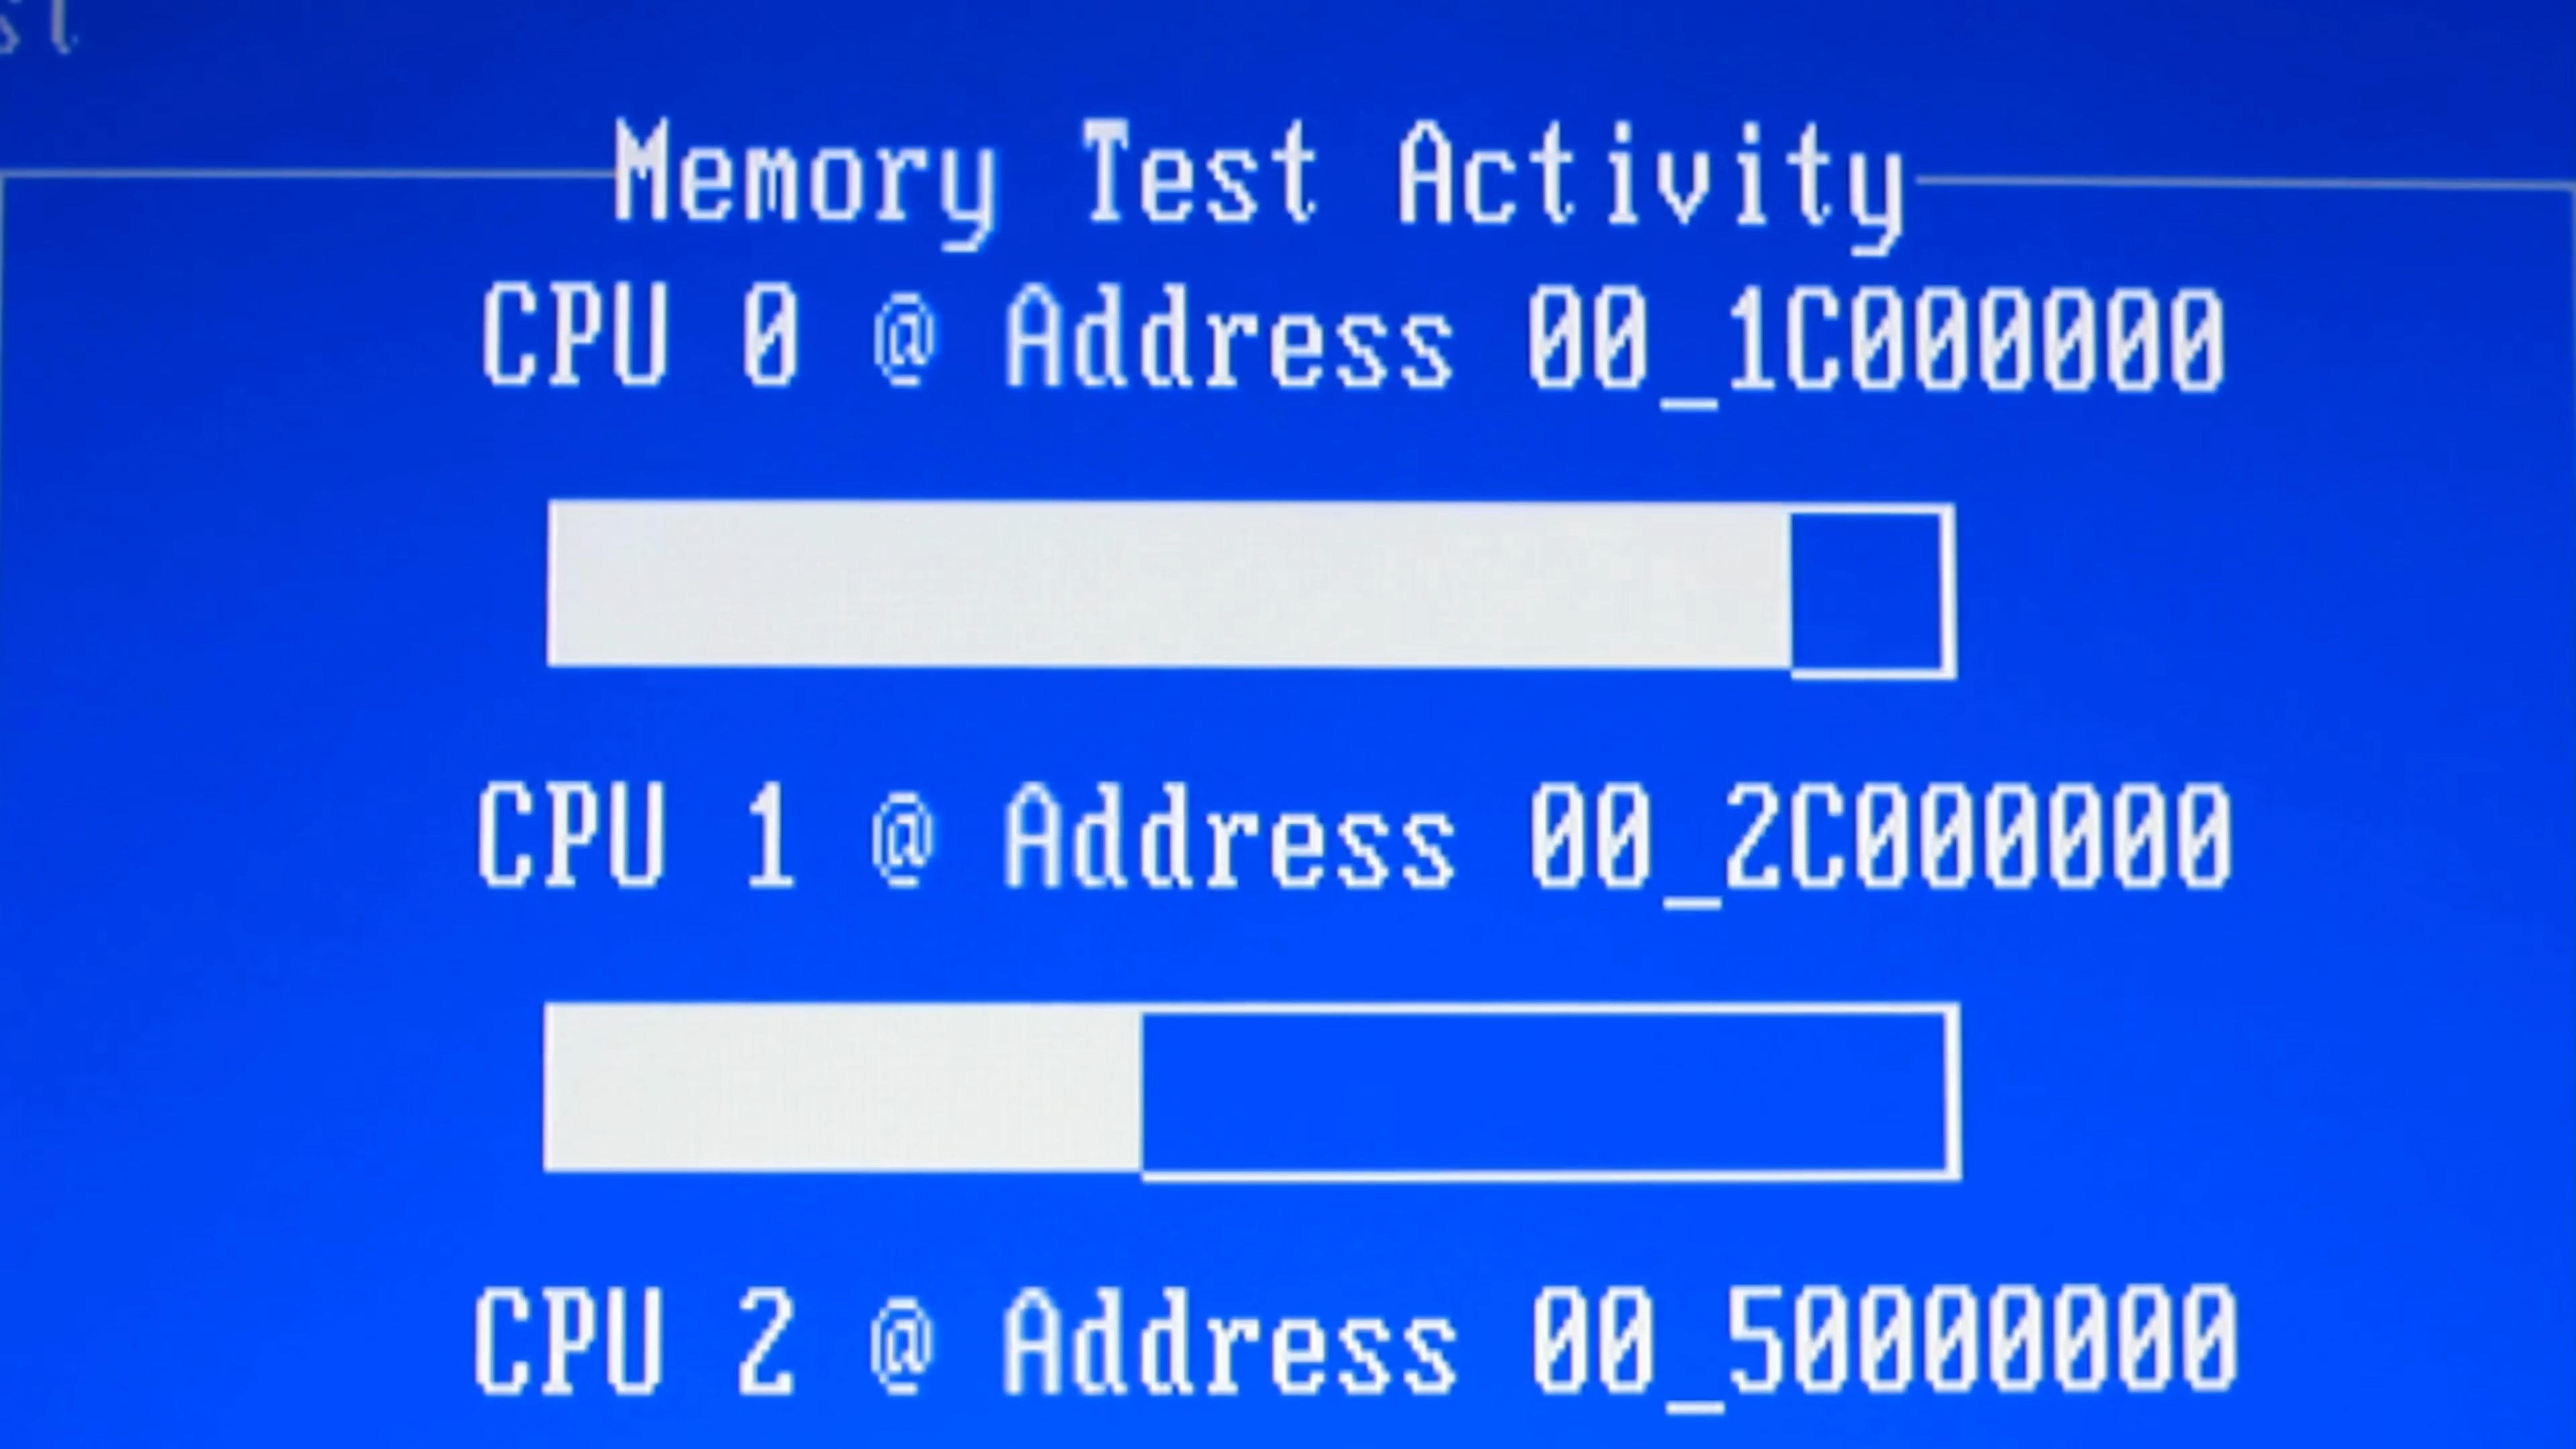 Memory Test Activity
CPU 0 @ Address 00_1C000000
CPU 1 @ Address 00_2C000000
CPU 2 @ Address 00_50000000